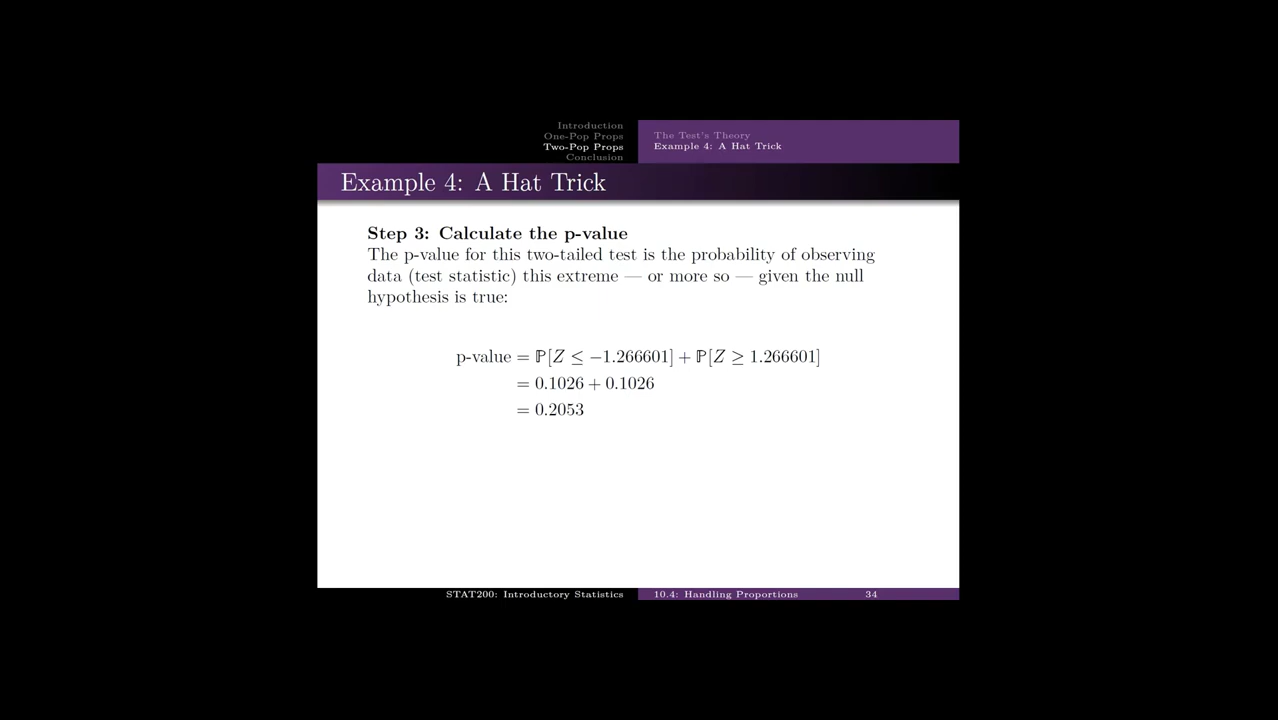 Introduction
One-Pop Props
Two-Pop Props
Conclusion
The Test's Theory
Example 4: A Hat Trick
Example 4: A Hat Trick
Step 3: Calculate the p-value
The p-value for this two-tailed test is the probability of observing
data (test statistic) this extreme — or more so — given the null
hypothesis is true:
p-value = ℙ[Z ≤ −1.266601] + ℙ[Z ≥ 1.266601]
= 0.1026 + 0.1026
= 0.2053
STAT200: Introductory Statistics
10.4: Handling Proportions
34